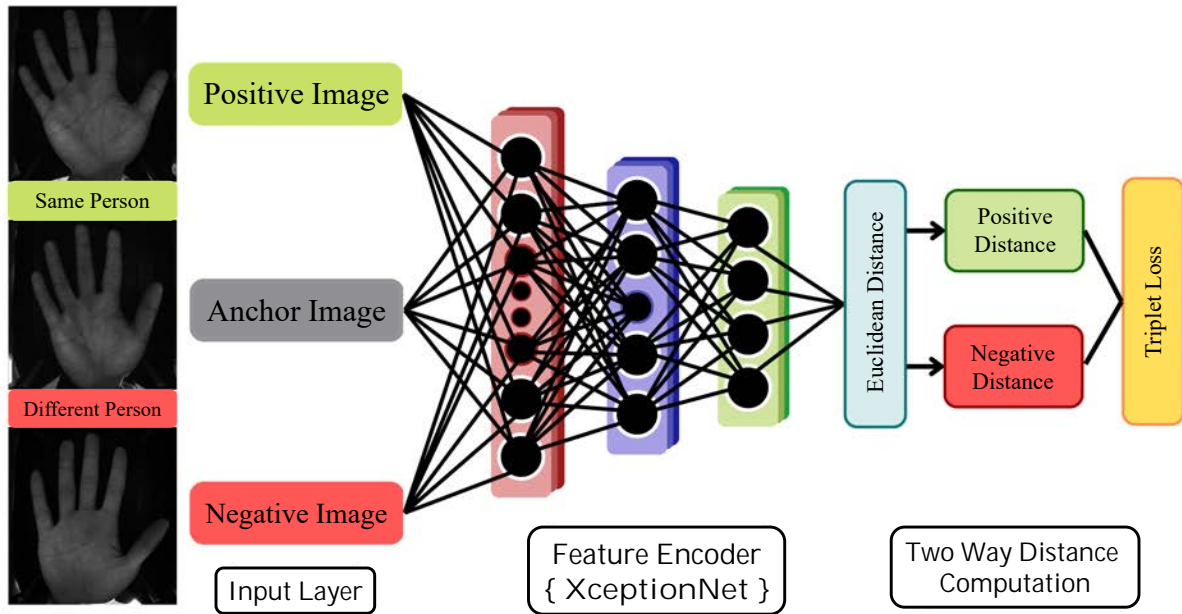 Same Person
Different Person
Positive Image
Anchor Image
Negative Image
Input Layer
Feature Encoder
{ XceptionNet }
Euclidean Distance
Positive
Distance
Negative
Distance
Triplet Loss
Two Way Distance
Computation